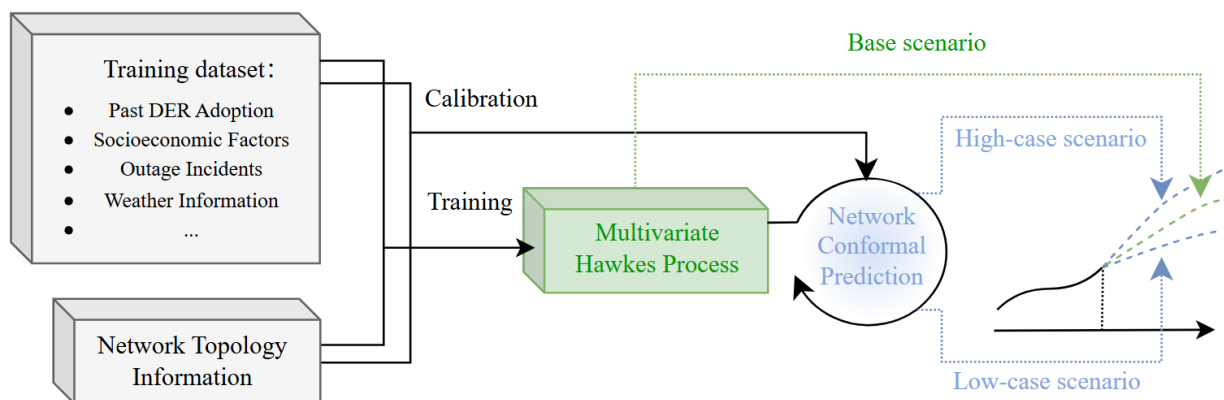 Training dataset：
● Past DER Adoption
● Socioeconomic Factors
● Outage Incidents
● Weather Information
● ...
Network Topology
Information
Calibration
Training
Multivariate
Hawkes Process
Base scenario
Network
Conformal
Prediction
High-case scenario
Low-case scenario